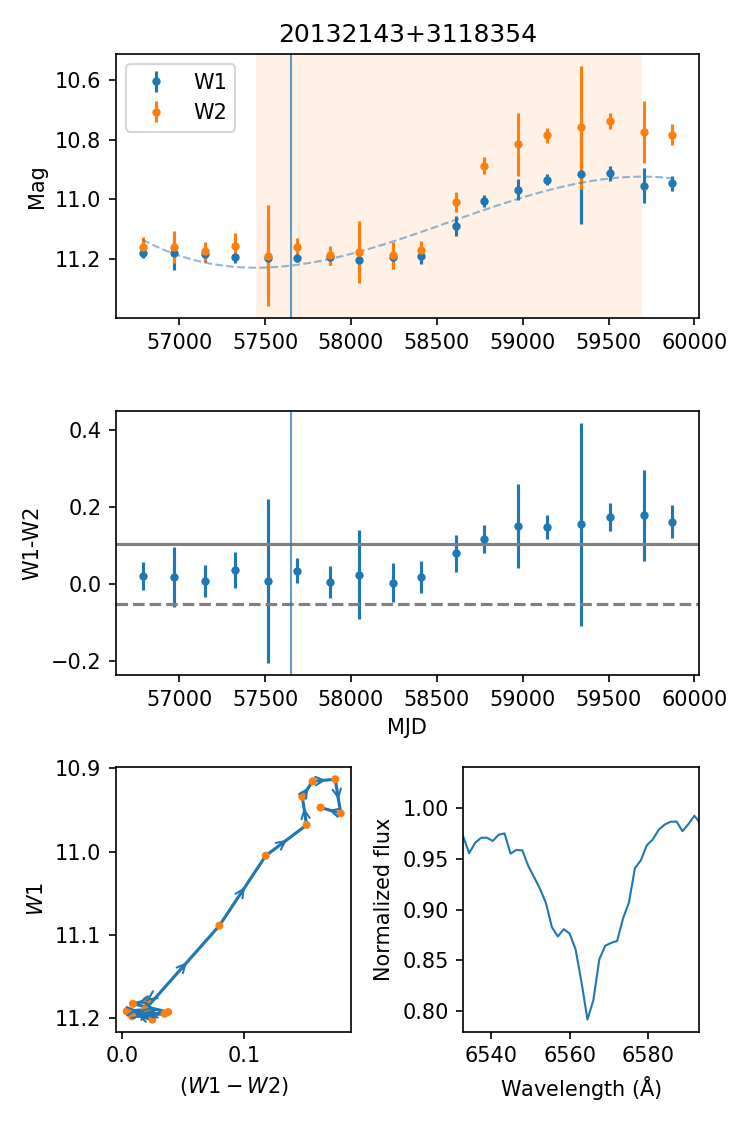 20132143+3118354
Mag
10.6
10.8
11.0
11.2
W1
W2
57000 57500 58000 58500 59000 59500 60000
W1-W2
0.4
0.2
0.0
−0.2
57000 57500 58000 58500 59000 59500 60000
MJD
W1
10.9
11.0
11.1
11.2
0.0 0.1
(W1 − W2)
Normalized flux
1.00
0.95
0.90
0.85
0.80
6540 6560 6580
Wavelength (Å)